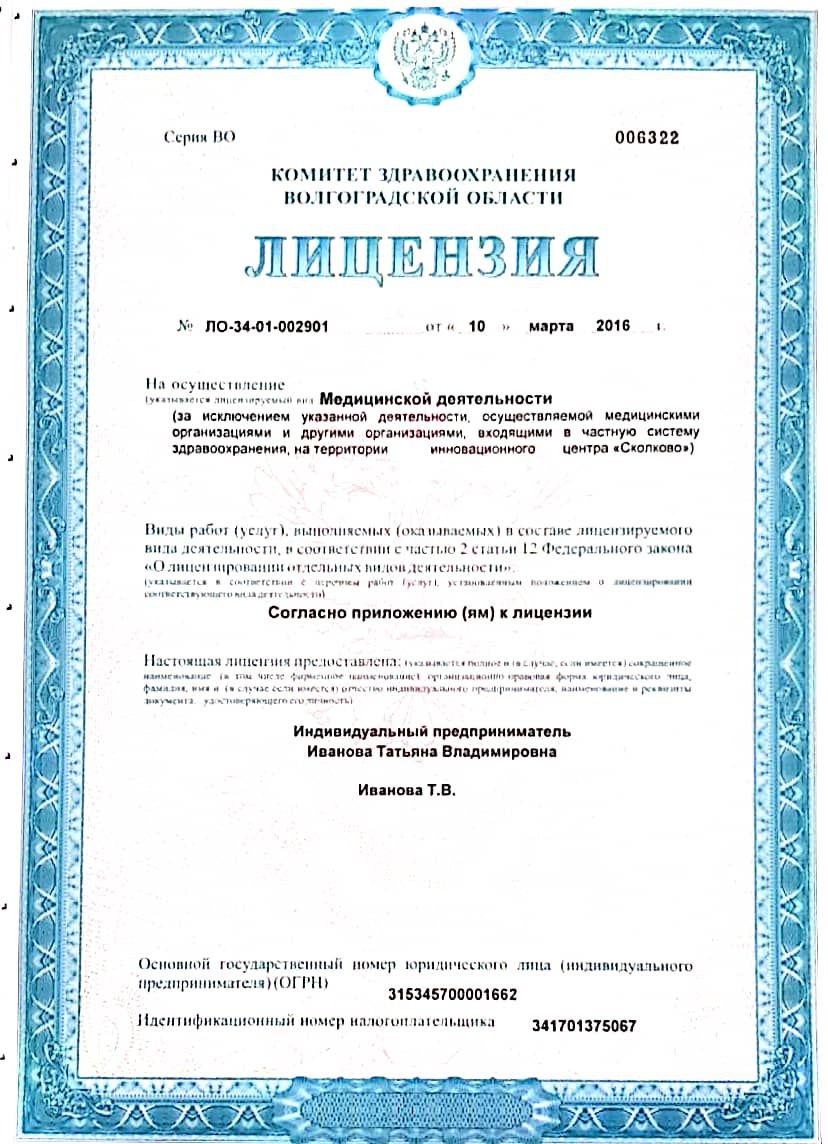 Серия ВО 006322
КОМИТЕТ ЗДРАВООХРАНЕНИЯ
ВОЛГОГРАДСКОЙ ОБЛАСТИ
ЛИЦЕНЗИЯ
№ ЛО-34-01-002901 от « 10 » марта 2016 г.
На осуществление
(указывается лицензируемый вид Медицинской деятельности
(за исключением указанной деятельности, осуществляемой медицинскими
организациями и другими организациями, входящими в частную систему
здравоохранения, на территории инновационного центра «Сколково»)
Виды работ (услуг), выполняемых (оказываемых) в составе лицензируемого
вида деятельности, в соответствии с частью 2 статьи 12 Федерального закона
«О лицензировании отдельных видов деятельности»:
(указывается в соответствии с перечнем работ (услуг), установленным положением о лицензировании
соответствующего вида деятельности)
Согласно приложению (ям) к лицензии
Настоящая лицензия предоставлена: (указывается полное и (в случае, если имеется) сокращенное
наименование (в том числе фирменное наименование), организационно-правовая форма юридического лица,
фамилия, имя и (в случае если имеется) отчество индивидуального предпринимателя, наименование и реквизиты
документа, удостоверяющего его личность)
Индивидуальный предприниматель
Иванова Татьяна Владимировна
Иванова Т.В.
Основной государственный номер юридического лица (индивидуального
предпринимателя) (ОГРН)
315345700001662
Идентификационный номер налогоплательщика 341701375067